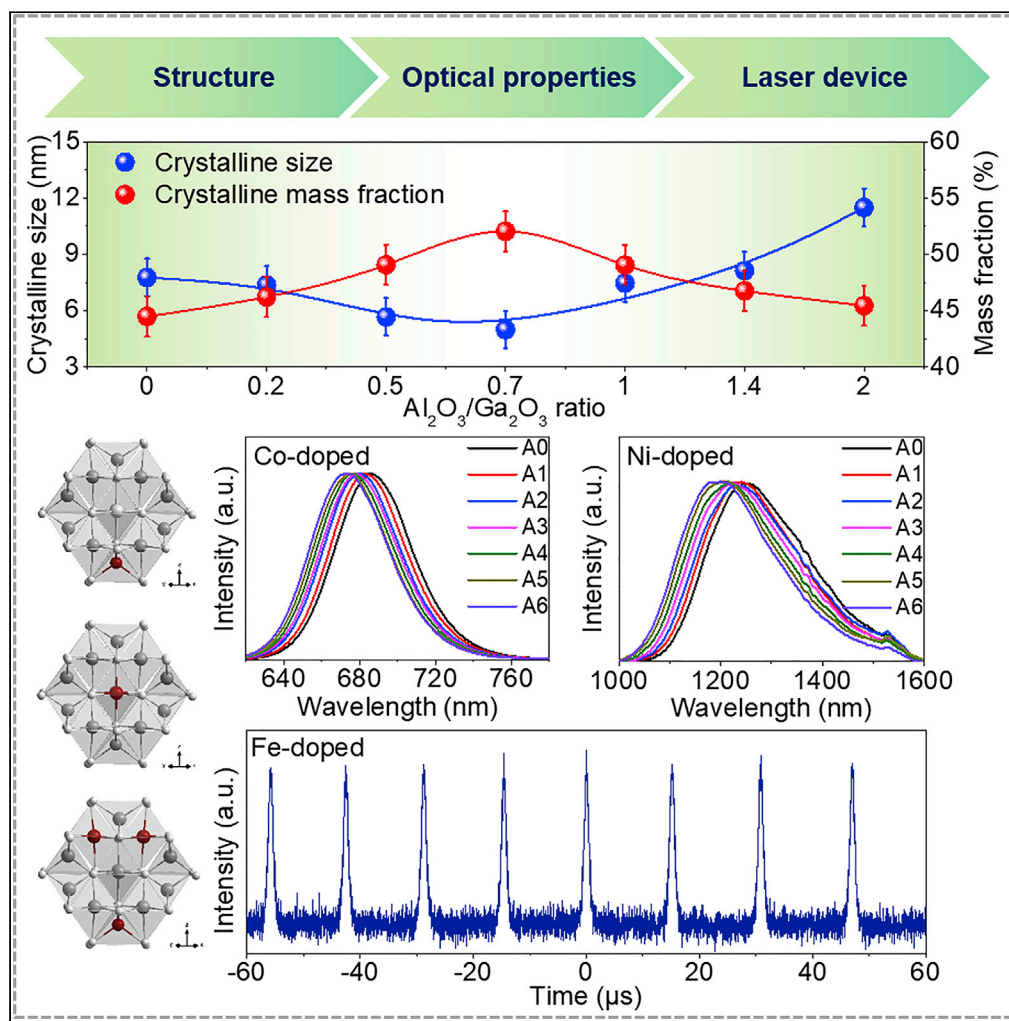 Structure
Optical properties
Laser device
Crystalline size (nm)
15
12
9
6
3
Crystalline size
Crystalline mass fraction
60
55
50
45
40
Mass fraction (%)
0 0.2 0.5 0.7 1 1.4 2
Al₂O₃/Ga₂O₃ ratio
Co-doped
A0
A1
A2
A3
A4
A5
A6
Intensity (a.u.)
640 680 720 760
Wavelength (nm)
Ni-doped
A0
A1
A2
A3
A4
A5
A6
Intensity (a.u.)
1000 1200 1400 1600
Wavelength (nm)
Fe-doped
Intensity (a.u.)
-60 -40 -20 0 20 40 60
Time (µs)